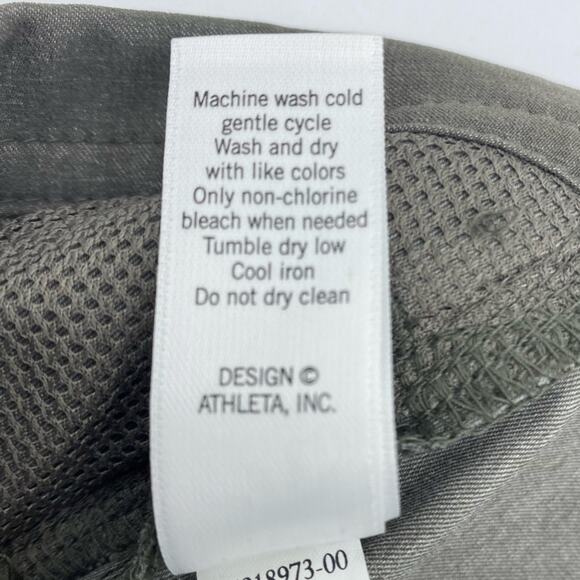 Machine wash cold
gentle cycle
Wash and dry
with like colors
Only non-chlorine
bleach when needed
Tumble dry low
Cool iron
Do not dry clean
DESIGN ©
ATHLETA, INC.